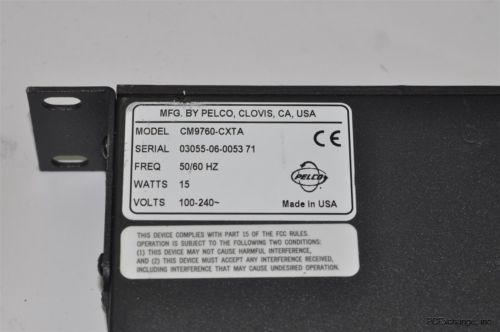 MFG. BY PELCO, CLOVIS, CA, USA
MODEL CM9760-CXTA
SERIAL 03055-06-0053 71
FREQ 50/60 HZ
WATTS 15
VOLTS 100-240~
CE
PELCO
Made in USA
THIS DEVICE COMPLIES WITH PART 15 OF THE FCC RULES.
OPERATION IS SUBJECT TO THE FOLLOWING TWO CONDITIONS:
(1) THIS DEVICE MAY NOT CAUSE HARMFUL INTERFERENCE,
AND (2) THIS DEVICE MUST ACCEPT ANY INTERFERENCE RECEIVED,
INCLUDING INTERFERENCE THAT MAY CAUSE UNDESIRED OPERATION.